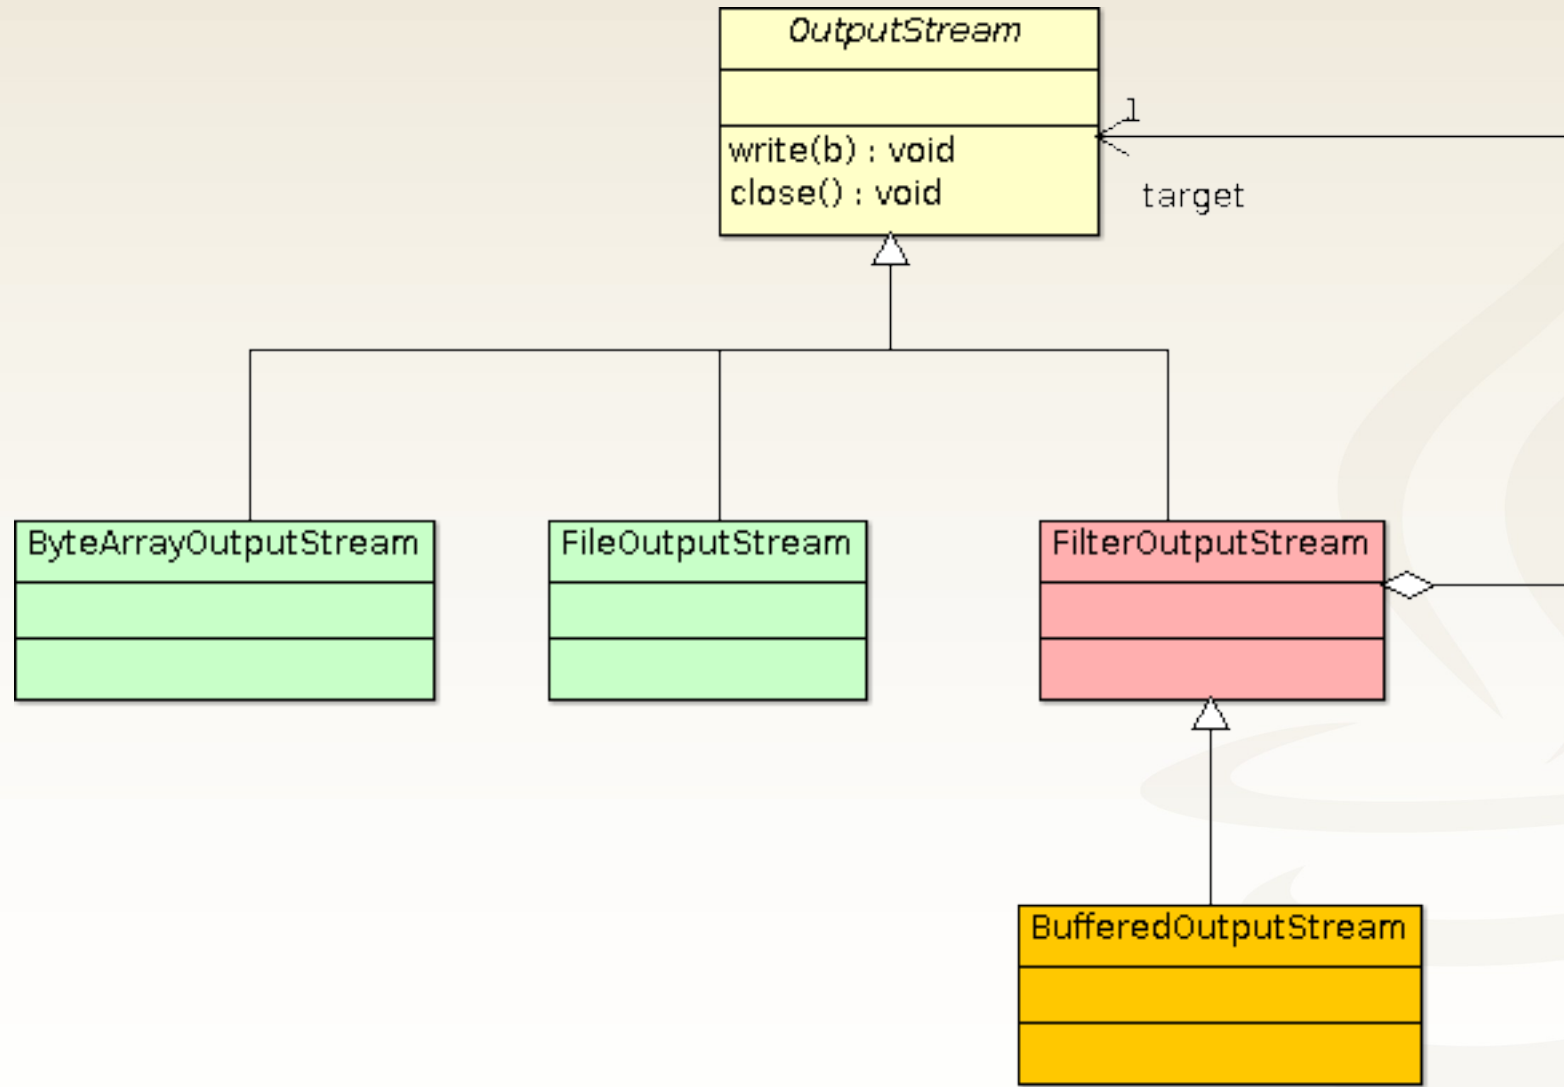 OutputStream
1
write(b) : void
close() : void
target
ByteArrayOutputStream
FileOutputStream
FilterOutputStream
BufferedOutputStream